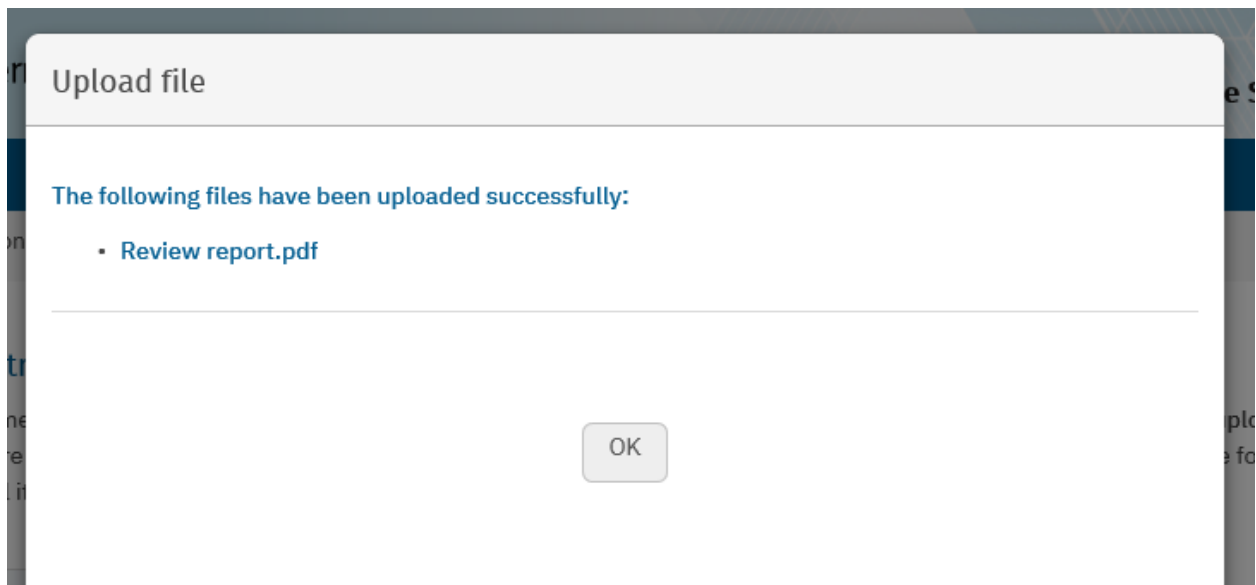 Upload file
The following files have been uploaded successfully:
• Review report.pdf
OK